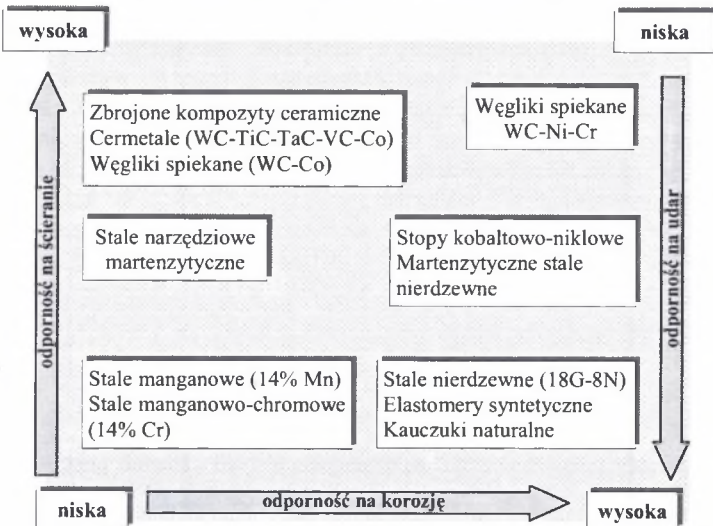 wysoka
niska
Zbrojone kompozyty ceramiczne
Cermetale (WC-TiC-TaC-VC-Co)
Węgliki spiekane (WC-Co)
Węgliki spiekane
WC-Ni-Cr
odporność na ścieranie
odporność na udar
Stale narzędziowe
martenzytyczne
Stopy kobaltowo-niklowe
Martenzytyczne stale
nierdzewne
Stale manganowe (14% Mn)
Stale manganowo-chromowe
(14% Cr)
Stale nierdzewne (18G-8N)
Elastomery syntetyczne
Kauczuki naturalne
niska
odporność na korozję
wysoka